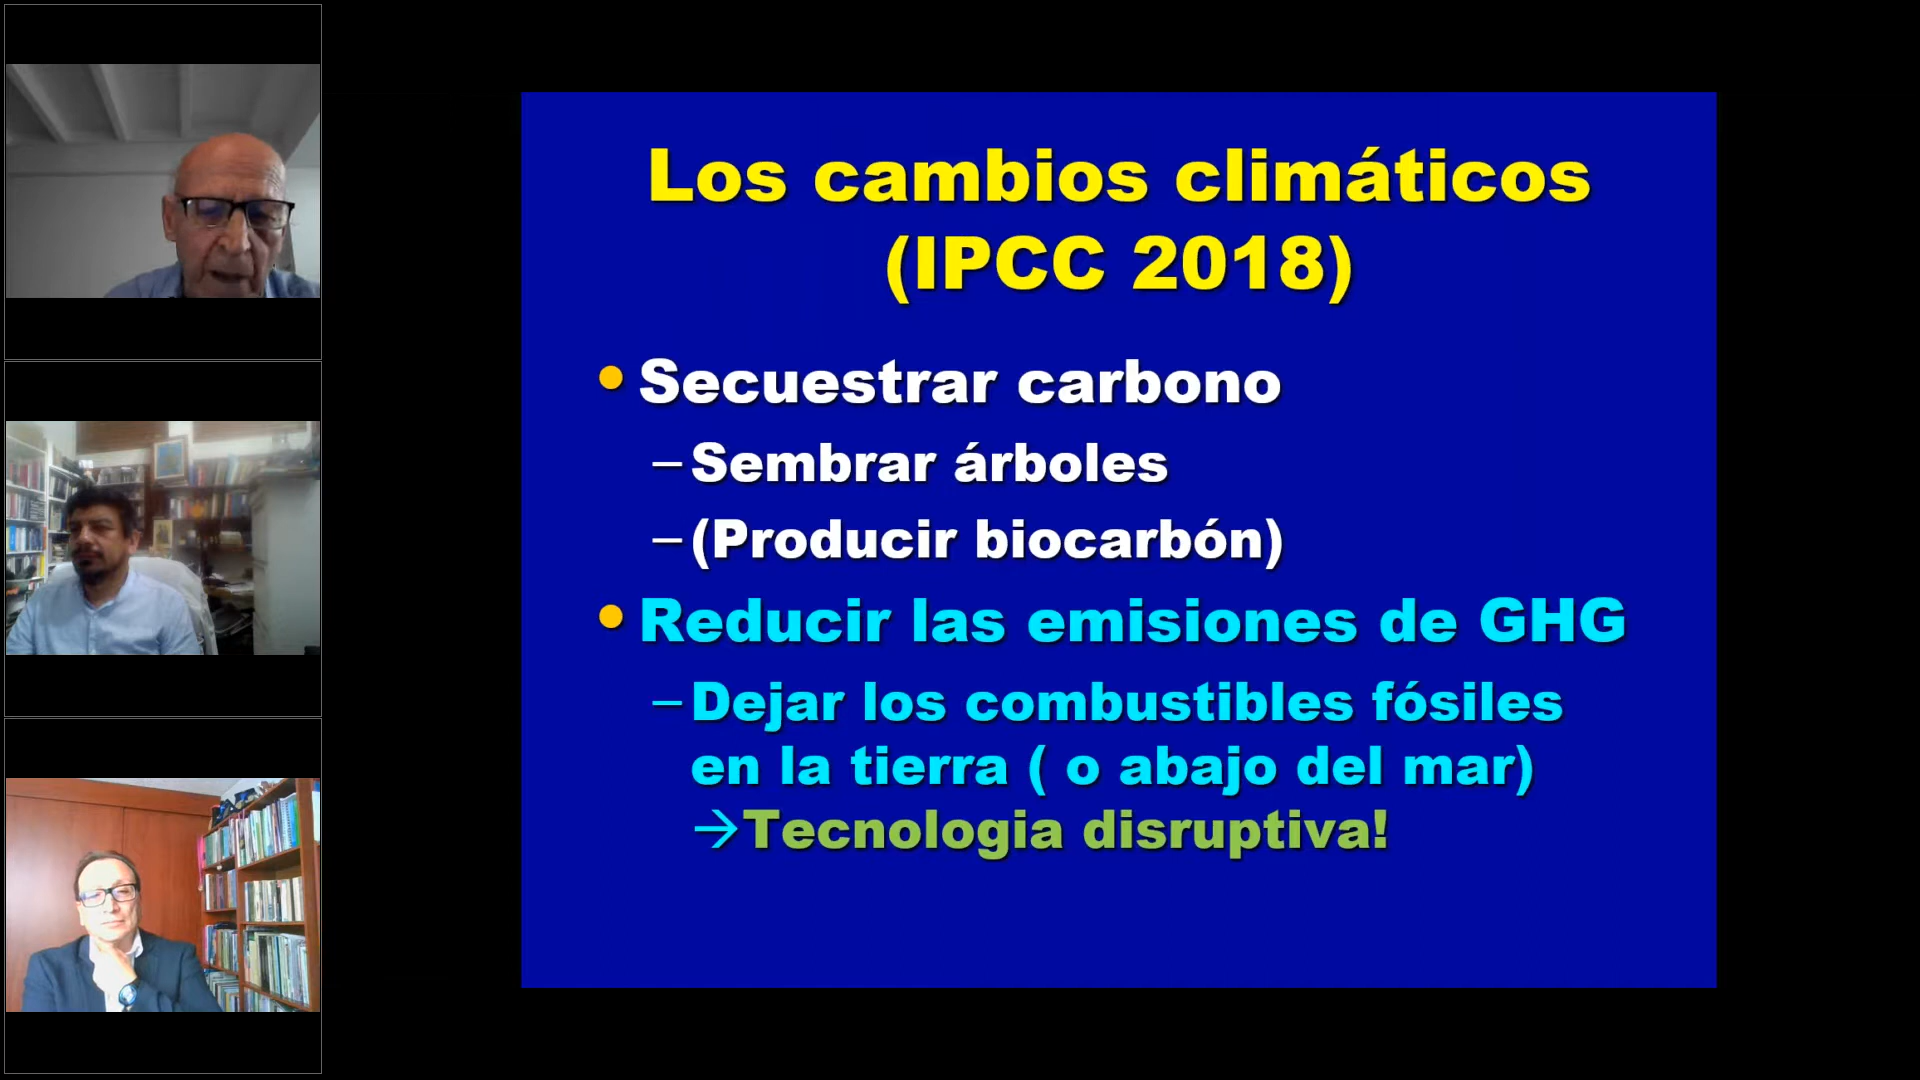 Los cambios climáticos
(IPCC 2018)
• Secuestrar carbono
– Sembrar árboles
– (Producir biocarbón)
• Reducir las emisiones de GHG
– Dejar los combustibles fósiles
en la tierra ( o abajo del mar)
→Tecnologia disruptiva!